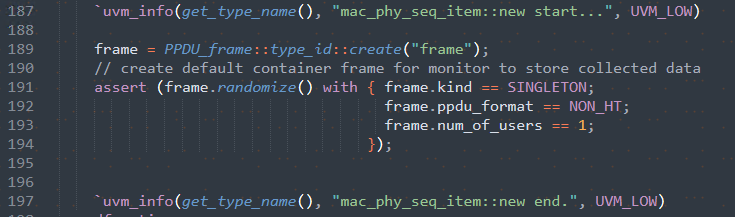 187 `uvm_info(get_type_name(), "mac_phy_seq_item::new start...", UVM_LOW)
188
189 frame = PPDU_frame::type_id::create("frame");
190 // create default container frame for monitor to store collected data
191 assert (frame.randomize() with { frame.kind == SINGLETON;
192 frame.ppdu_format == NON_HT;
193 frame.num_of_users == 1;
194 });
195
196
197 `uvm_info(get_type_name(), "mac_phy_seq_item::new end.", UVM_LOW)